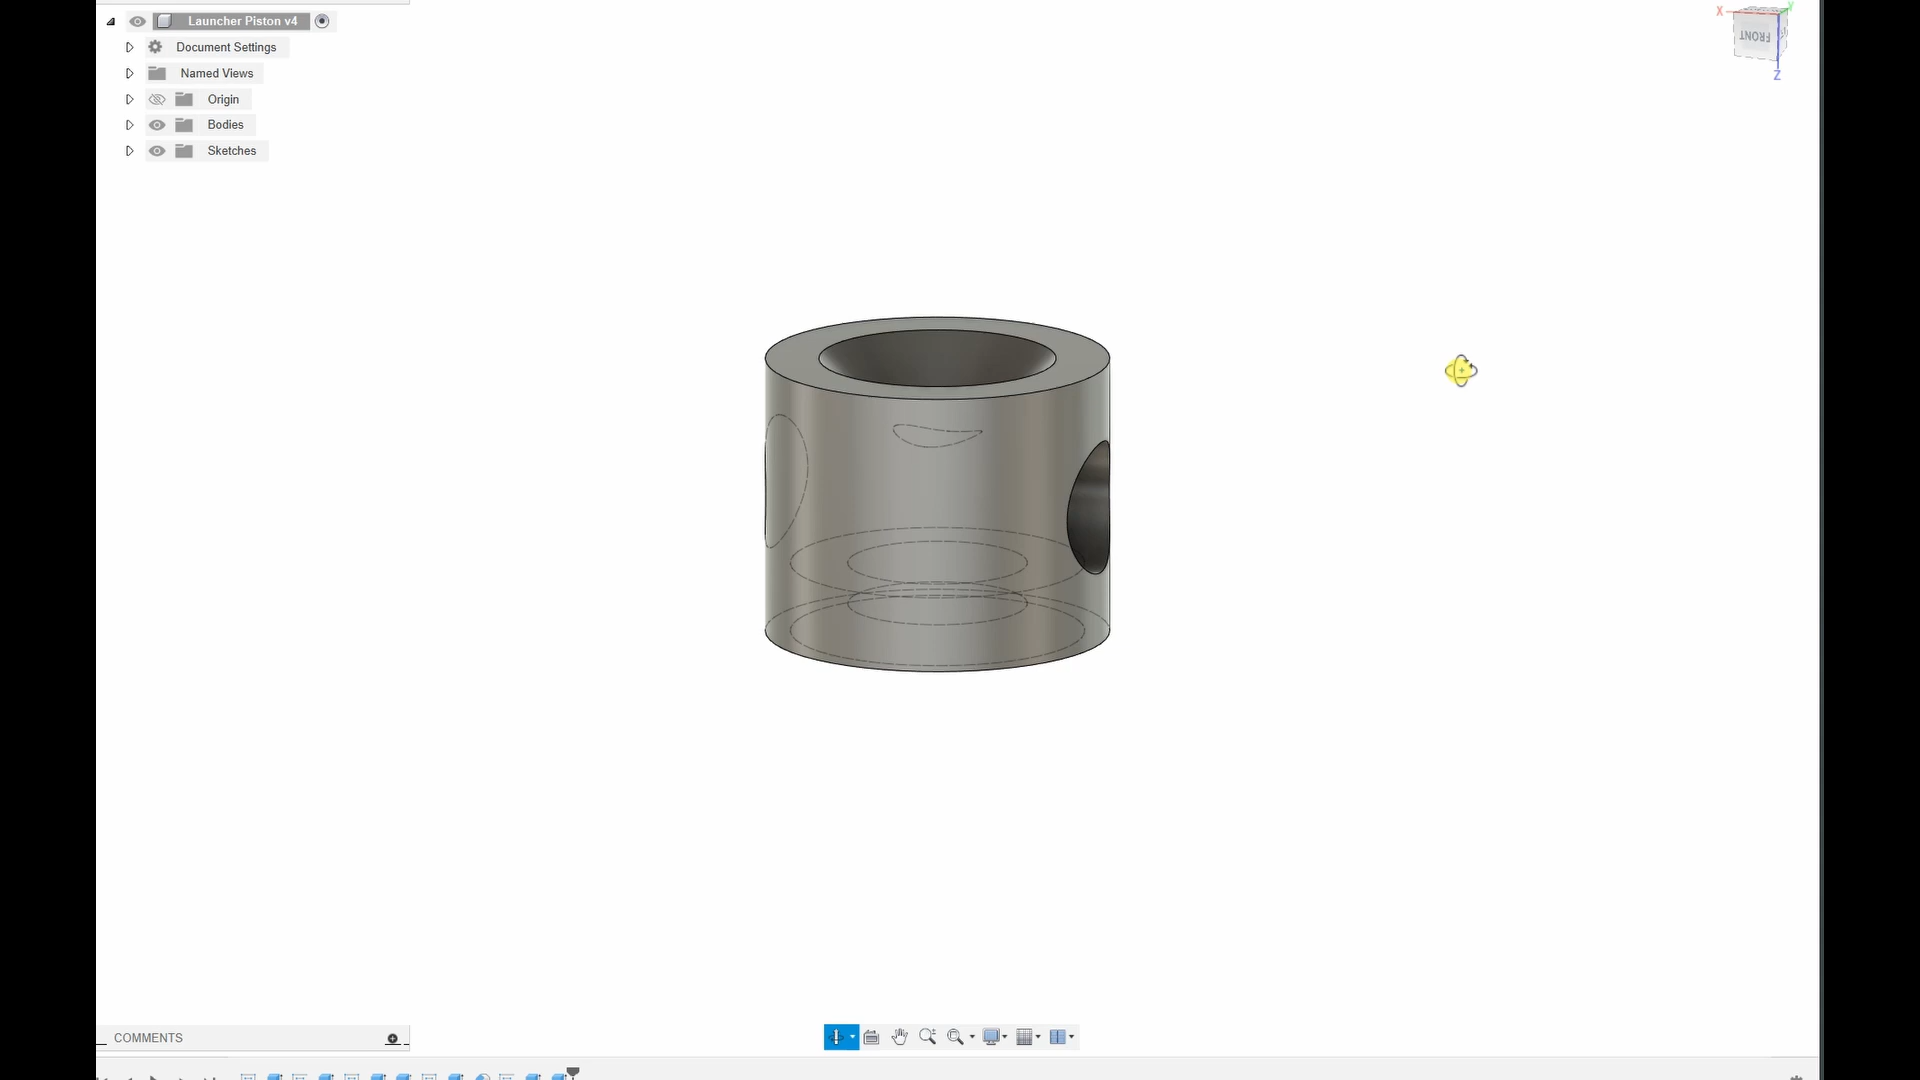 Launcher Piston v4
Document Settings
Named Views
Origin
Bodies
Sketches
X
Y
FRONT
Z
COMMENTS